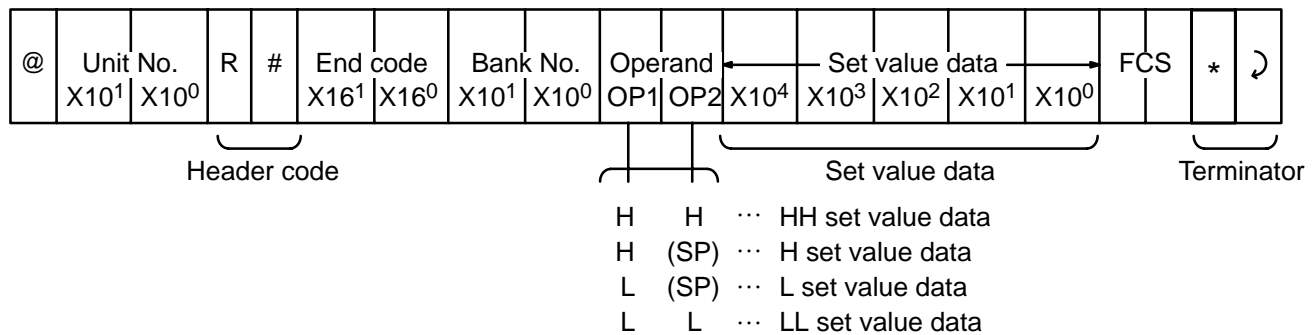 @ Unit No. R # End code Bank No. Operand Set value data FCS * 
X10¹ X10⁰ X16¹ X16⁰ X10¹ X10⁰ OP1 OP2 X10⁴ X10³ X10² X10¹ X10⁰
Header code Set value data Terminator
H H ··· HH set value data
H (SP) ··· H set value data
L (SP) ··· L set value data
L L ··· LL set value data